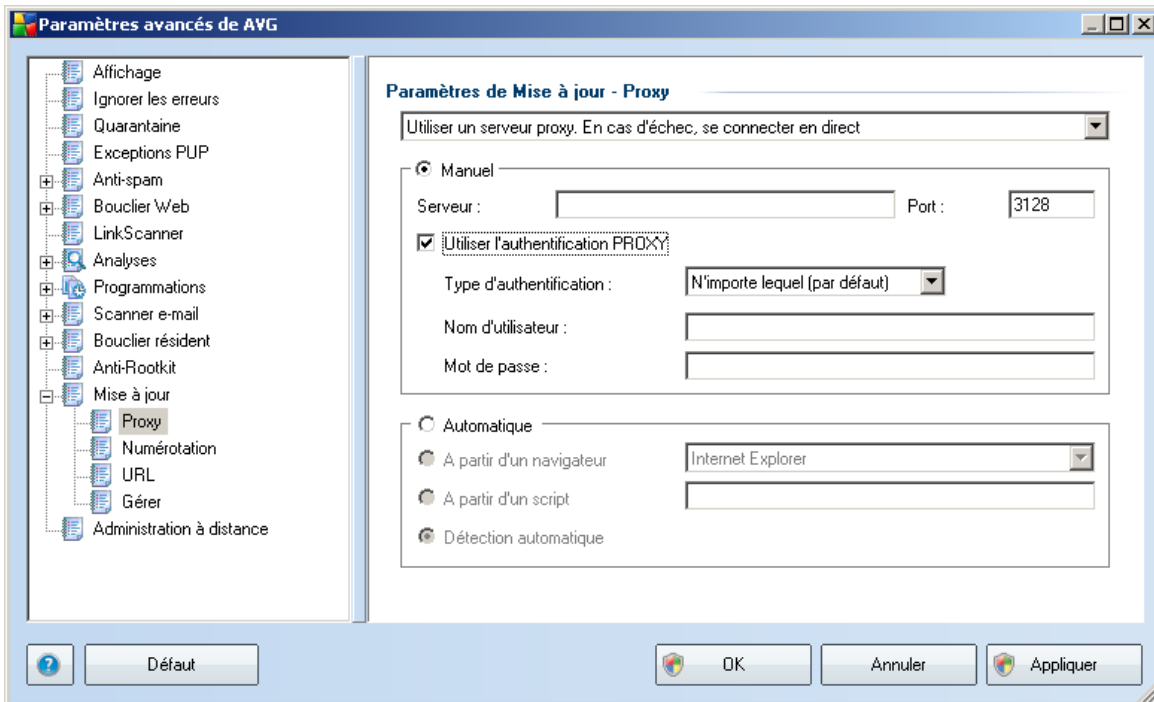 Paramètres avancés de AVG
Affichage
Ignorer les erreurs
Quarantaine
Exceptions PUP
Anti-spam
Bouclier Web
LinkScanner
Analyses
Programmations
Scanner e-mail
Bouclier résident
Anti-Rootkit
Mise à jour
Proxy
Numérotation
URL
Gérer
Administration à distance
Paramètres de Mise à jour - Proxy
Utiliser un serveur proxy. En cas d'échec, se connecter en direct
Manuel
Serveur : Port : 3128
Utiliser l'authentification PROXY
Type d'authentification : N'importe lequel (par défaut)
Nom d'utilisateur :
Mot de passe :
Automatique
A partir d'un navigateur Internet Explorer
A partir d'un script
Détection automatique
Défaut OK Annuler Appliquer